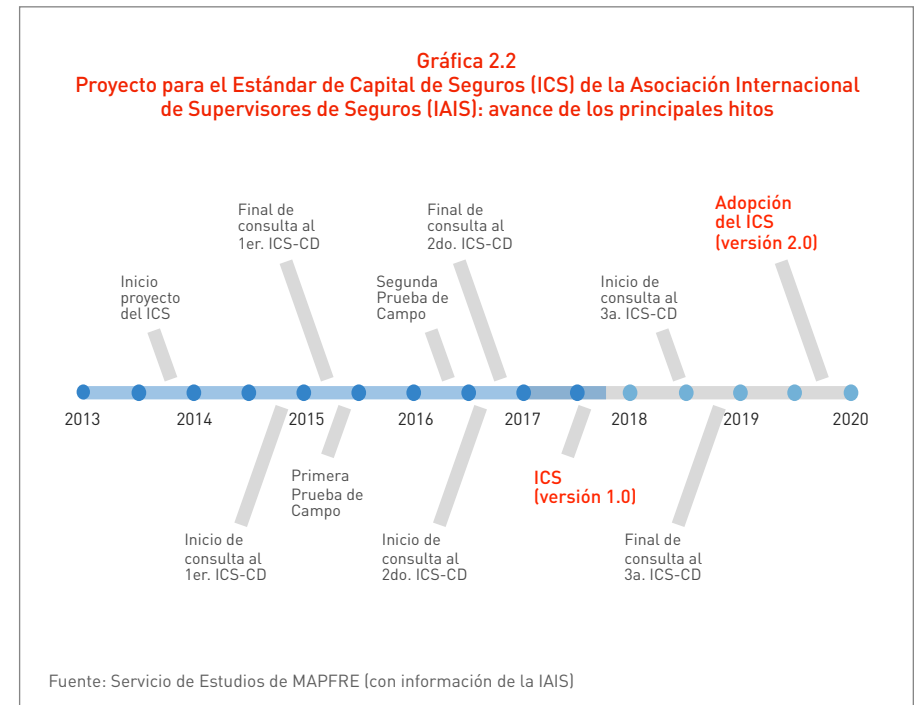 Gráfica 2.2
Proyecto para el Estándar de Capital de Seguros (ICS) de la Asociación Internacional
de Supervisores de Seguros (IAIS): avance de los principales hitos
Final de
consulta al
1er. ICS-CD
Final de
consulta al
2do. ICS-CD
Adopción
del ICS
(versión 2.0)
Inicio
proyecto
del ICS
Segunda
Prueba de
Campo
Inicio de
consulta al
3a. ICS-CD
2013
2014
2015
2016
2017
2018
2019
2020
Primera
Prueba de
Campo
ICS
(versión 1.0)
Inicio de
consulta al
1er. ICS-CD
Inicio de
consulta al
2do. ICS-CD
Final de
consulta al
3a. ICS-CD
Fuente: Servicio de Estudios de MAPFRE (con información de la IAIS)